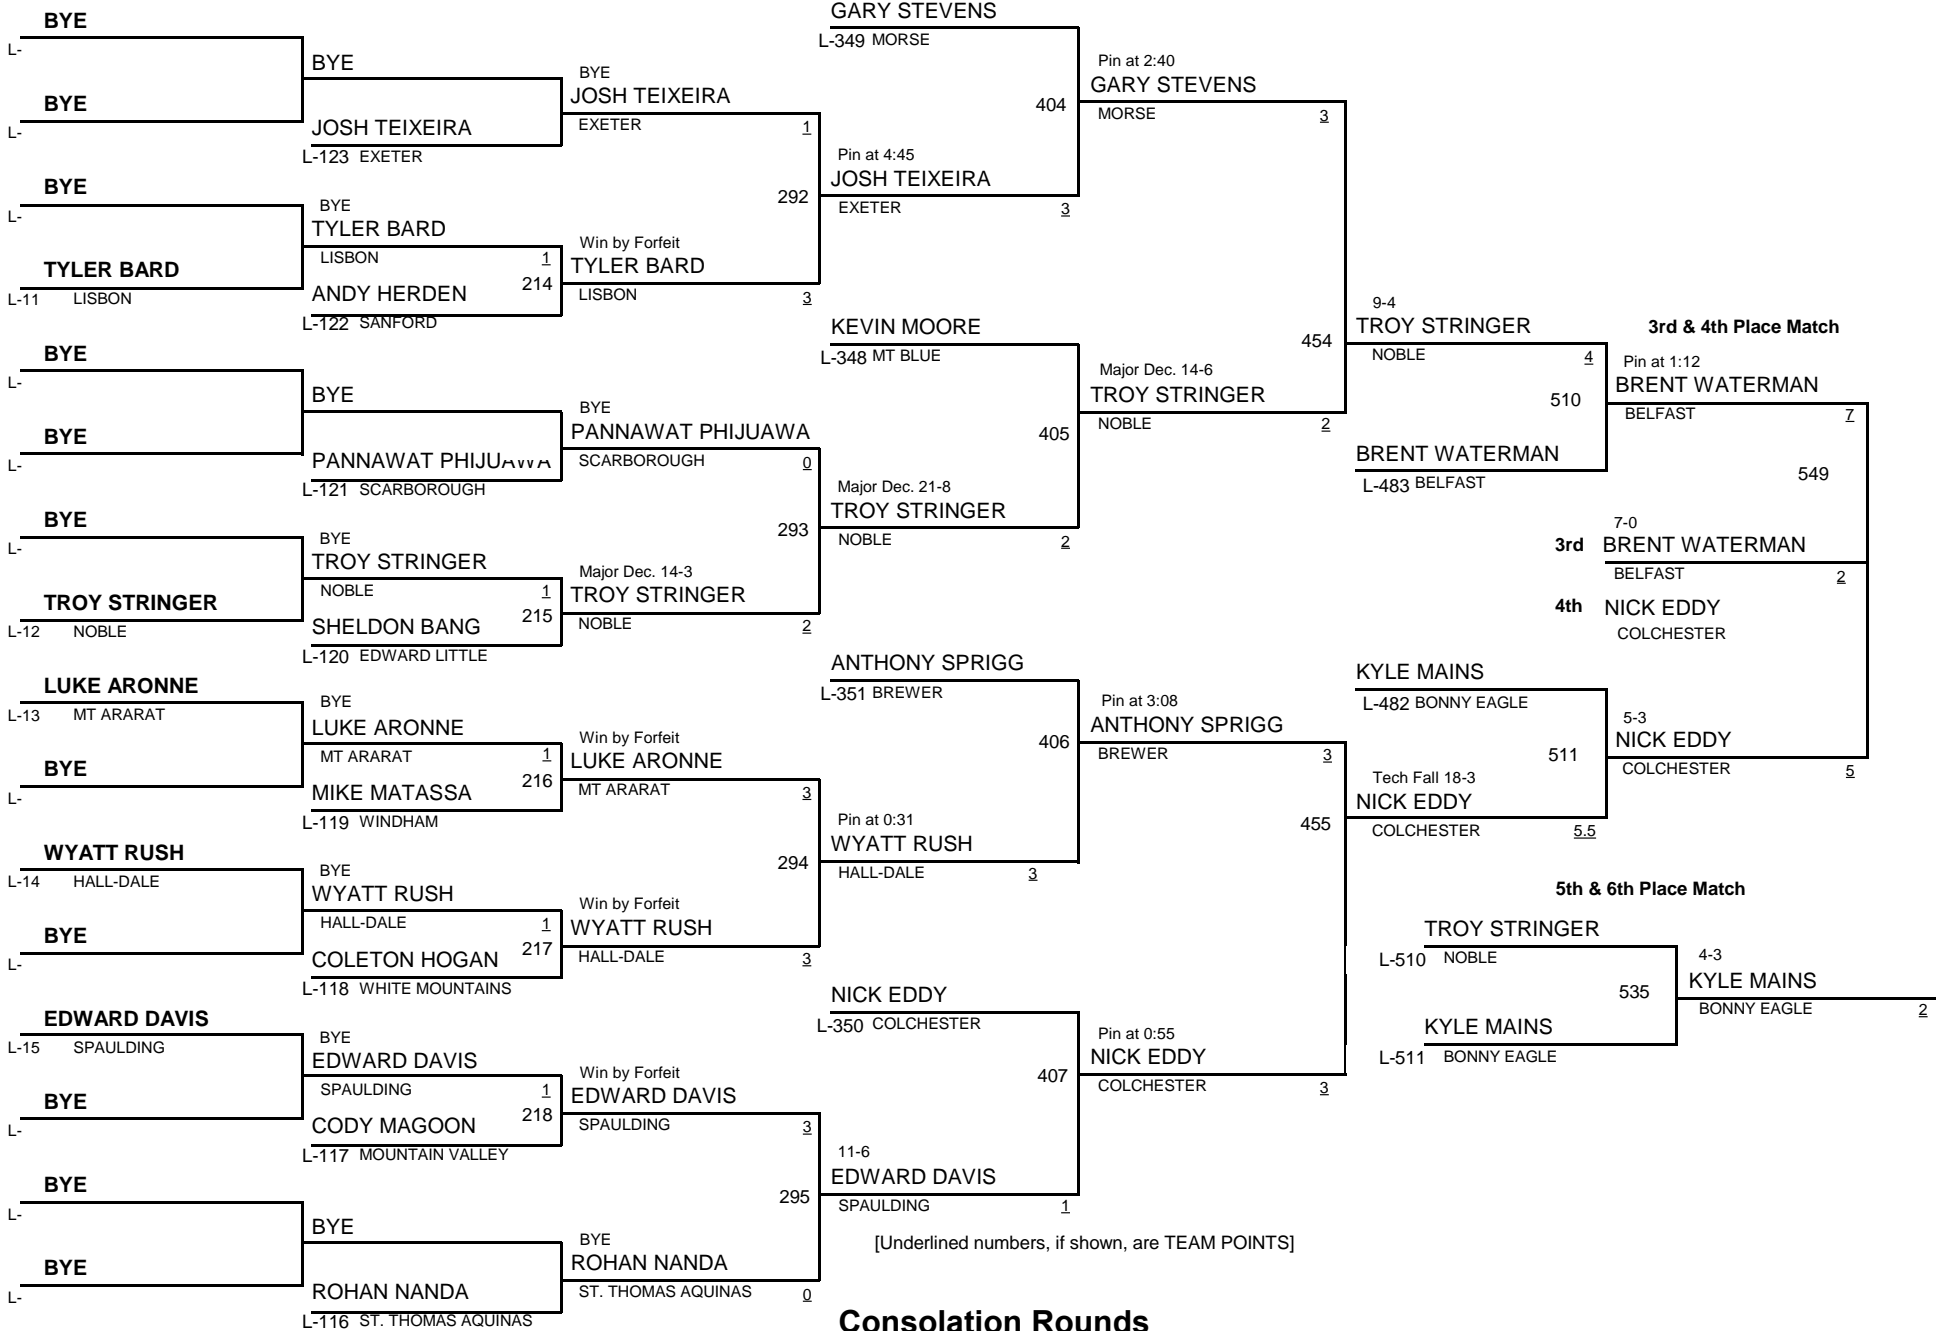 BYE
L-
BYE
L-
BYE
L-
TYLER BARD
L-11 LISBON
BYE
L-
BYE
L-
BYE
L-
TROY STRINGER
L-12 NOBLE
LUKE ARONNE
L-13 MT ARARAT
BYE
L-
WYATT RUSH
L-14 HALL-DALE
BYE
L-
EDWARD DAVIS
L-15 SPAULDING
BYE
L-
BYE
L-
BYE
L-
BYE
JOSH TEIXEIRA
L-123 EXETER
BYE
TYLER BARD
LISBON 1
214
ANDY HERDEN
L-122 SANFORD
BYE
PANNAWAT PHIJUAWA
L-121 SCARBOROUGH
BYE
TROY STRINGER
NOBLE 1
215
SHELDON BANG
L-120 EDWARD LITTLE
BYE
LUKE ARONNE
MT ARARAT 1
216
MIKE MATASSA
L-119 WINDHAM
BYE
WYATT RUSH
HALL-DALE 1
217
COLETON HOGAN
L-118 WHITE MOUNTAINS
BYE
EDWARD DAVIS
SPAULDING 1
218
CODY MAGOON
L-117 MOUNTAIN VALLEY
BYE
ROHAN NANDA
L-116 ST. THOMAS AQUINAS
BYE
JOSH TEIXEIRA
EXETER 1
292
Win by Forfeit
TYLER BARD
LISBON 3
BYE
PANNAWAT PHIJUAWA
SCARBOROUGH 0
293
Major Dec. 14-3
TROY STRINGER
NOBLE 2
Win by Forfeit
LUKE ARONNE
MT ARARAT 3
294
Win by Forfeit
WYATT RUSH
HALL-DALE 3
Win by Forfeit
EDWARD DAVIS
SPAULDING 3
295
BYE
ROHAN NANDA
ST. THOMAS AQUINAS 0
GARY STEVENS
L-349 MORSE
404
Pin at 4:45
JOSH TEIXEIRA
EXETER 3
KEVIN MOORE
L-348 MT BLUE
405
Major Dec. 21-8
TROY STRINGER
NOBLE 2
ANTHONY SPRIGG
L-351 BREWER
406
Pin at 0:31
WYATT RUSH
HALL-DALE 3
NICK EDDY
L-350 COLCHESTER
407
11-6
EDWARD DAVIS
SPAULDING 1
Pin at 2:40
GARY STEVENS
MORSE 3
454
Major Dec. 14-6
TROY STRINGER
NOBLE 2
Pin at 3:08
ANTHONY SPRIGG
BREWER 3
455
Pin at 0:55
NICK EDDY
COLCHESTER 3
9-4
TROY STRINGER
NOBLE 4
510
BRENT WATERMAN
L-483 BELFAST
KYLE MAINS
L-482 BONNY EAGLE
511
Tech Fall 18-3
NICK EDDY
COLCHESTER 5.5
3rd & 4th Place Match
Pin at 1:12
BRENT WATERMAN
BELFAST 7
549
7-0
3rd BRENT WATERMAN
BELFAST 2
4th NICK EDDY
COLCHESTER
5-3
NICK EDDY
COLCHESTER 5
5th & 6th Place Match
TROY STRINGER
L-510 NOBLE
535
KYLE MAINS
L-511 BONNY EAGLE
4-3
KYLE MAINS
BONNY EAGLE 2
[Underlined numbers, if shown, are TEAM POINTS]
Consolation Rounds